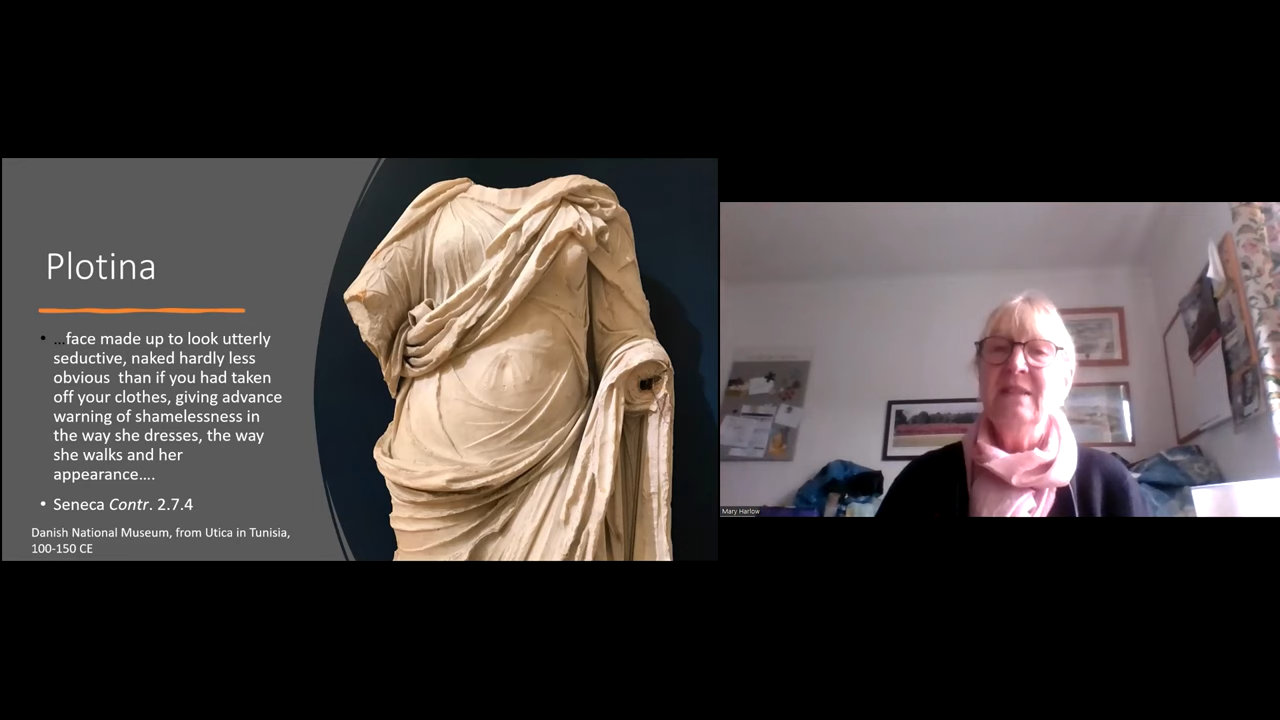 Plotina
• ...face made up to look utterly
seductive, naked hardly less
obvious than if you had taken
off your clothes, giving advance
warning of shamelessness in
the way she dresses, the way
she walks and her
appearance....
• Seneca Contr. 2.7.4
Danish National Museum, from Utica in Tunisia,
100-150 CE
Mary Harlow